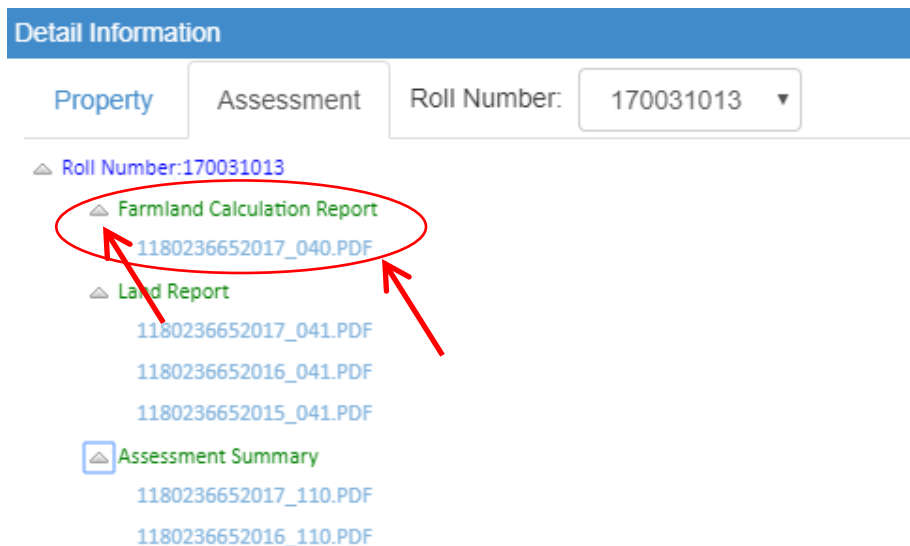 Detail Information
Property Assessment Roll Number: 170031013
Roll Number:170031013
Farmland Calculation Report
1180236652017_040.PDF
Land Report
1180236652017_041.PDF
1180236652016_041.PDF
1180236652015_041.PDF
Assessment Summary
1180236652017_110.PDF
1180236652016_110.PDF